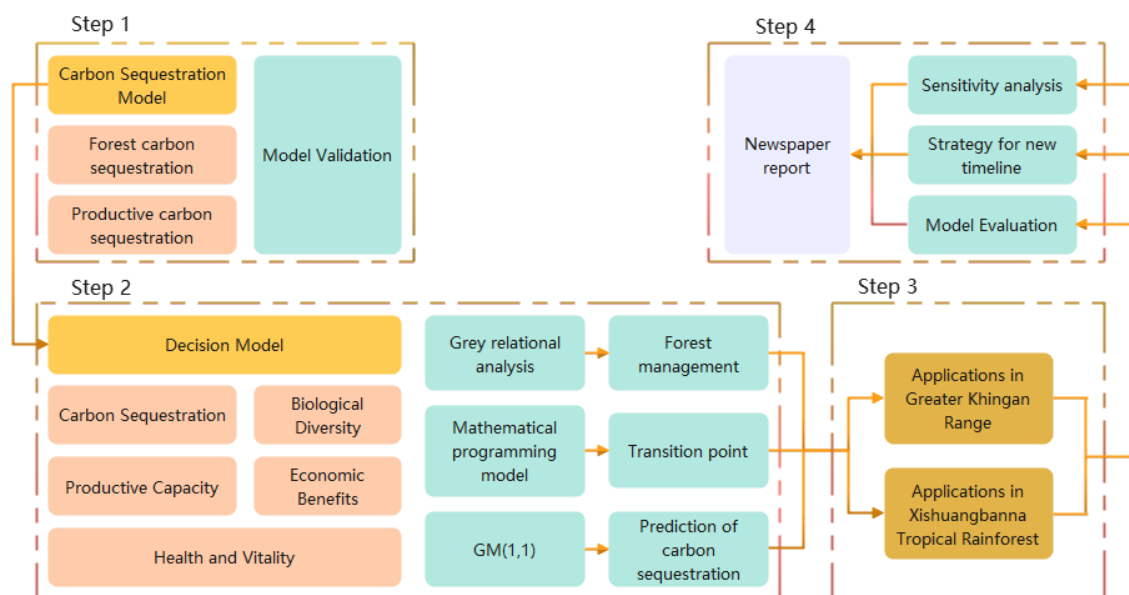 Step 1
Carbon Sequestration
Model
Forest carbon
sequestration
Productive carbon
sequestration
Model Validation
Step 4
Newspaper
report
Sensitivity analysis
Strategy for new
timeline
Model Evaluation
Step 2
Decision Model
Carbon Sequestration
Biological
Diversity
Productive Capacity
Economic
Benefits
Health and Vitality
Grey relational
analysis
Forest
management
Mathematical
programming
model
Transition point
GM(1,1)
Prediction of
carbon
sequestration
Step 3
Applications in
Greater Khingan
Range
Applications in
Xishuangbanna
Tropical Rainforest